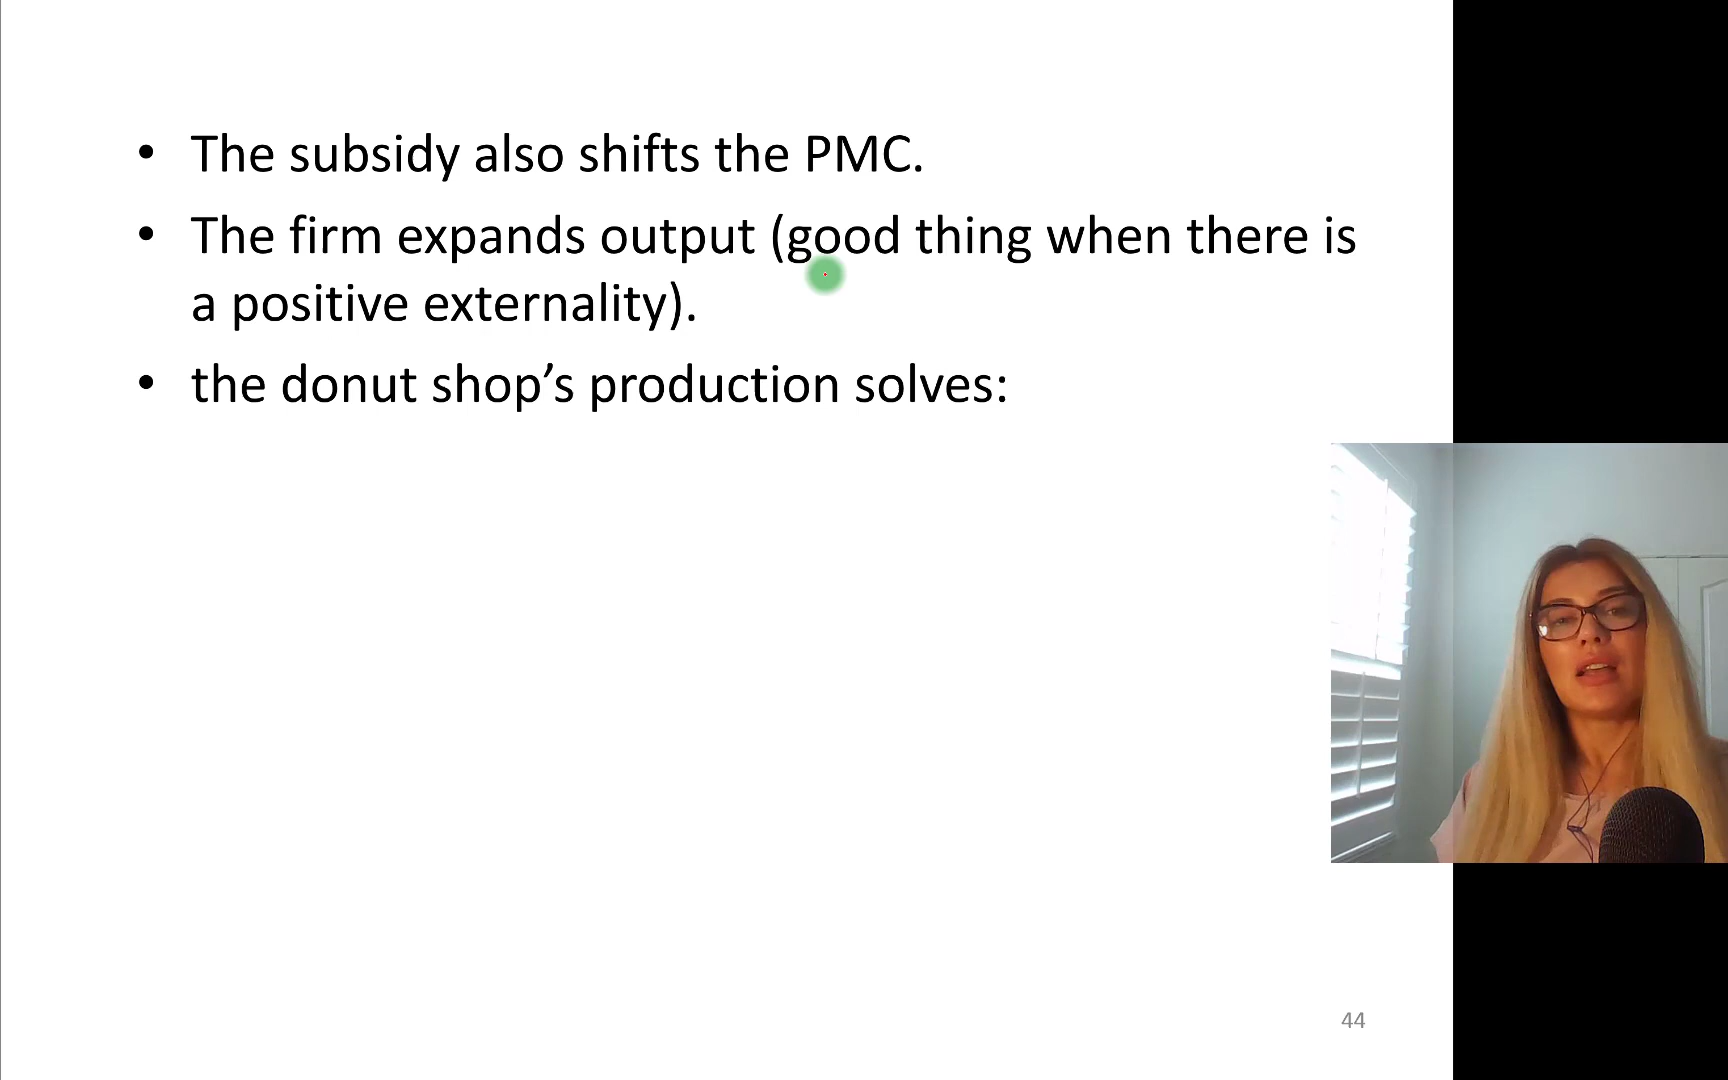 • The subsidy also shifts the PMC.
• The firm expands output (good thing when there is
a positive externality).
• the donut shop’s production solves:
44